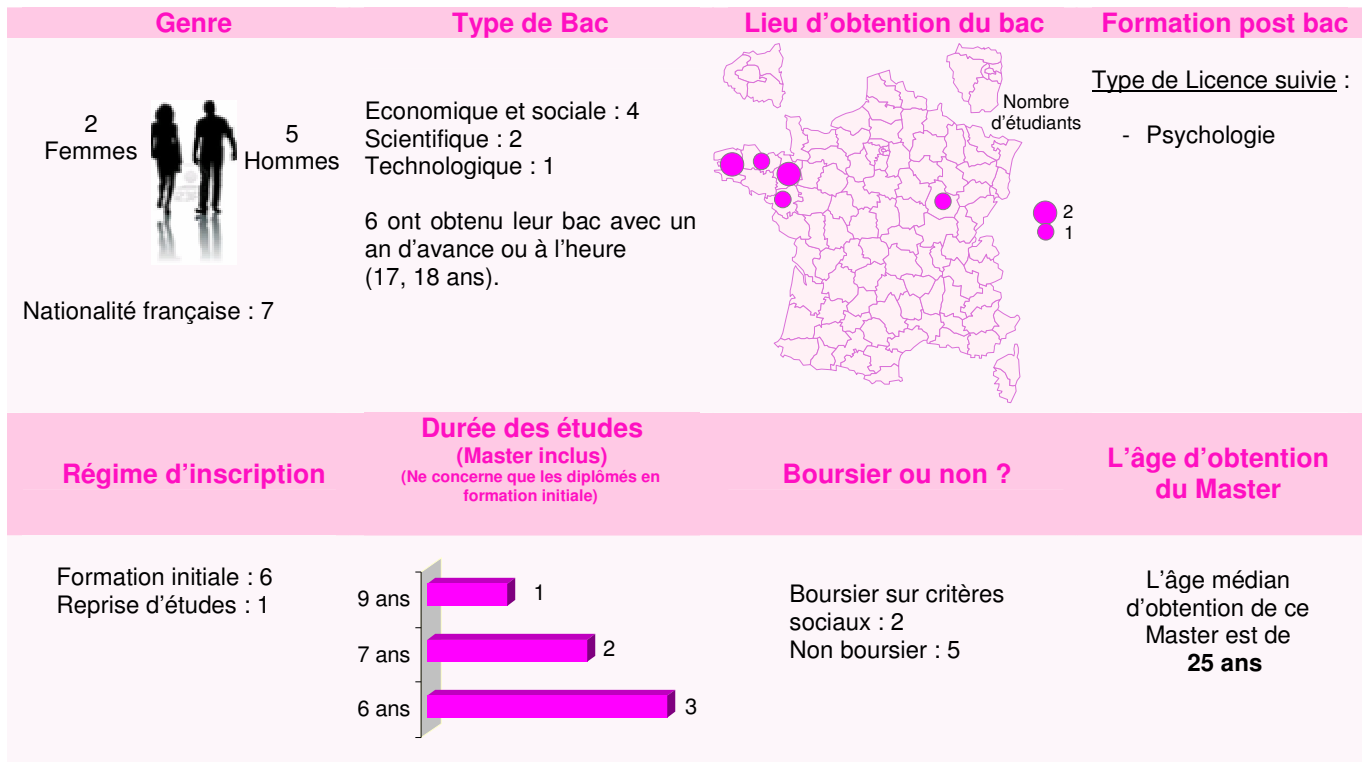 Genre
Type de Bac
Lieu d'obtention du bac
Formation post bac
2
Femmes
5
Hommes
Nationalité française : 7
Economique et sociale : 4
Scientifique : 2
Technologique : 1
6 ont obtenu leur bac avec un
an d'avance ou à l'heure
(17, 18 ans).
Nombre
d'étudiants
2
1
Type de Licence suivie :
- Psychologie
Régime d'inscription
Durée des études
(Master inclus)
(Ne concerne que les diplômés en
formation initiale)
Boursier ou non ?
L'âge d'obtention
du Master
Formation initiale : 6
Reprise d'études : 1
9 ans
1
7 ans
2
6 ans
3
Boursier sur critères
sociaux : 2
Non boursier : 5
L'âge médian
d'obtention de ce
Master est de
25 ans